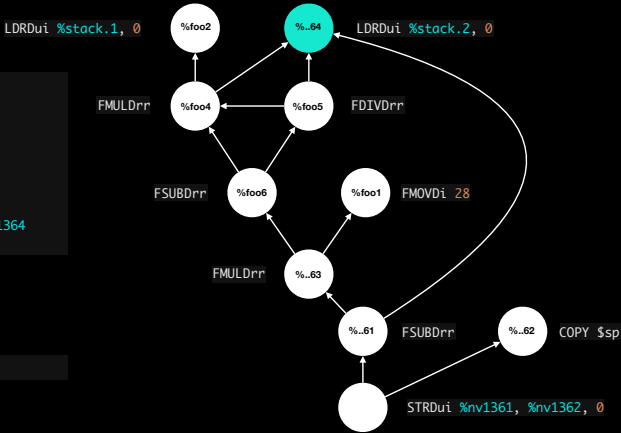 LDRDui %stack.1, 0
%foo2
%..64
LDRDui %stack.2, 0
FMULDrr
%foo4
%foo5
FDIVDrr
FSUBDrr
%foo6
%foo1
FMOVDi 28
1364
FMULDrr
%..63
%..61
FSUBDrr
%..62
COPY $sp
STRDui %nv1361, %nv1362, 0